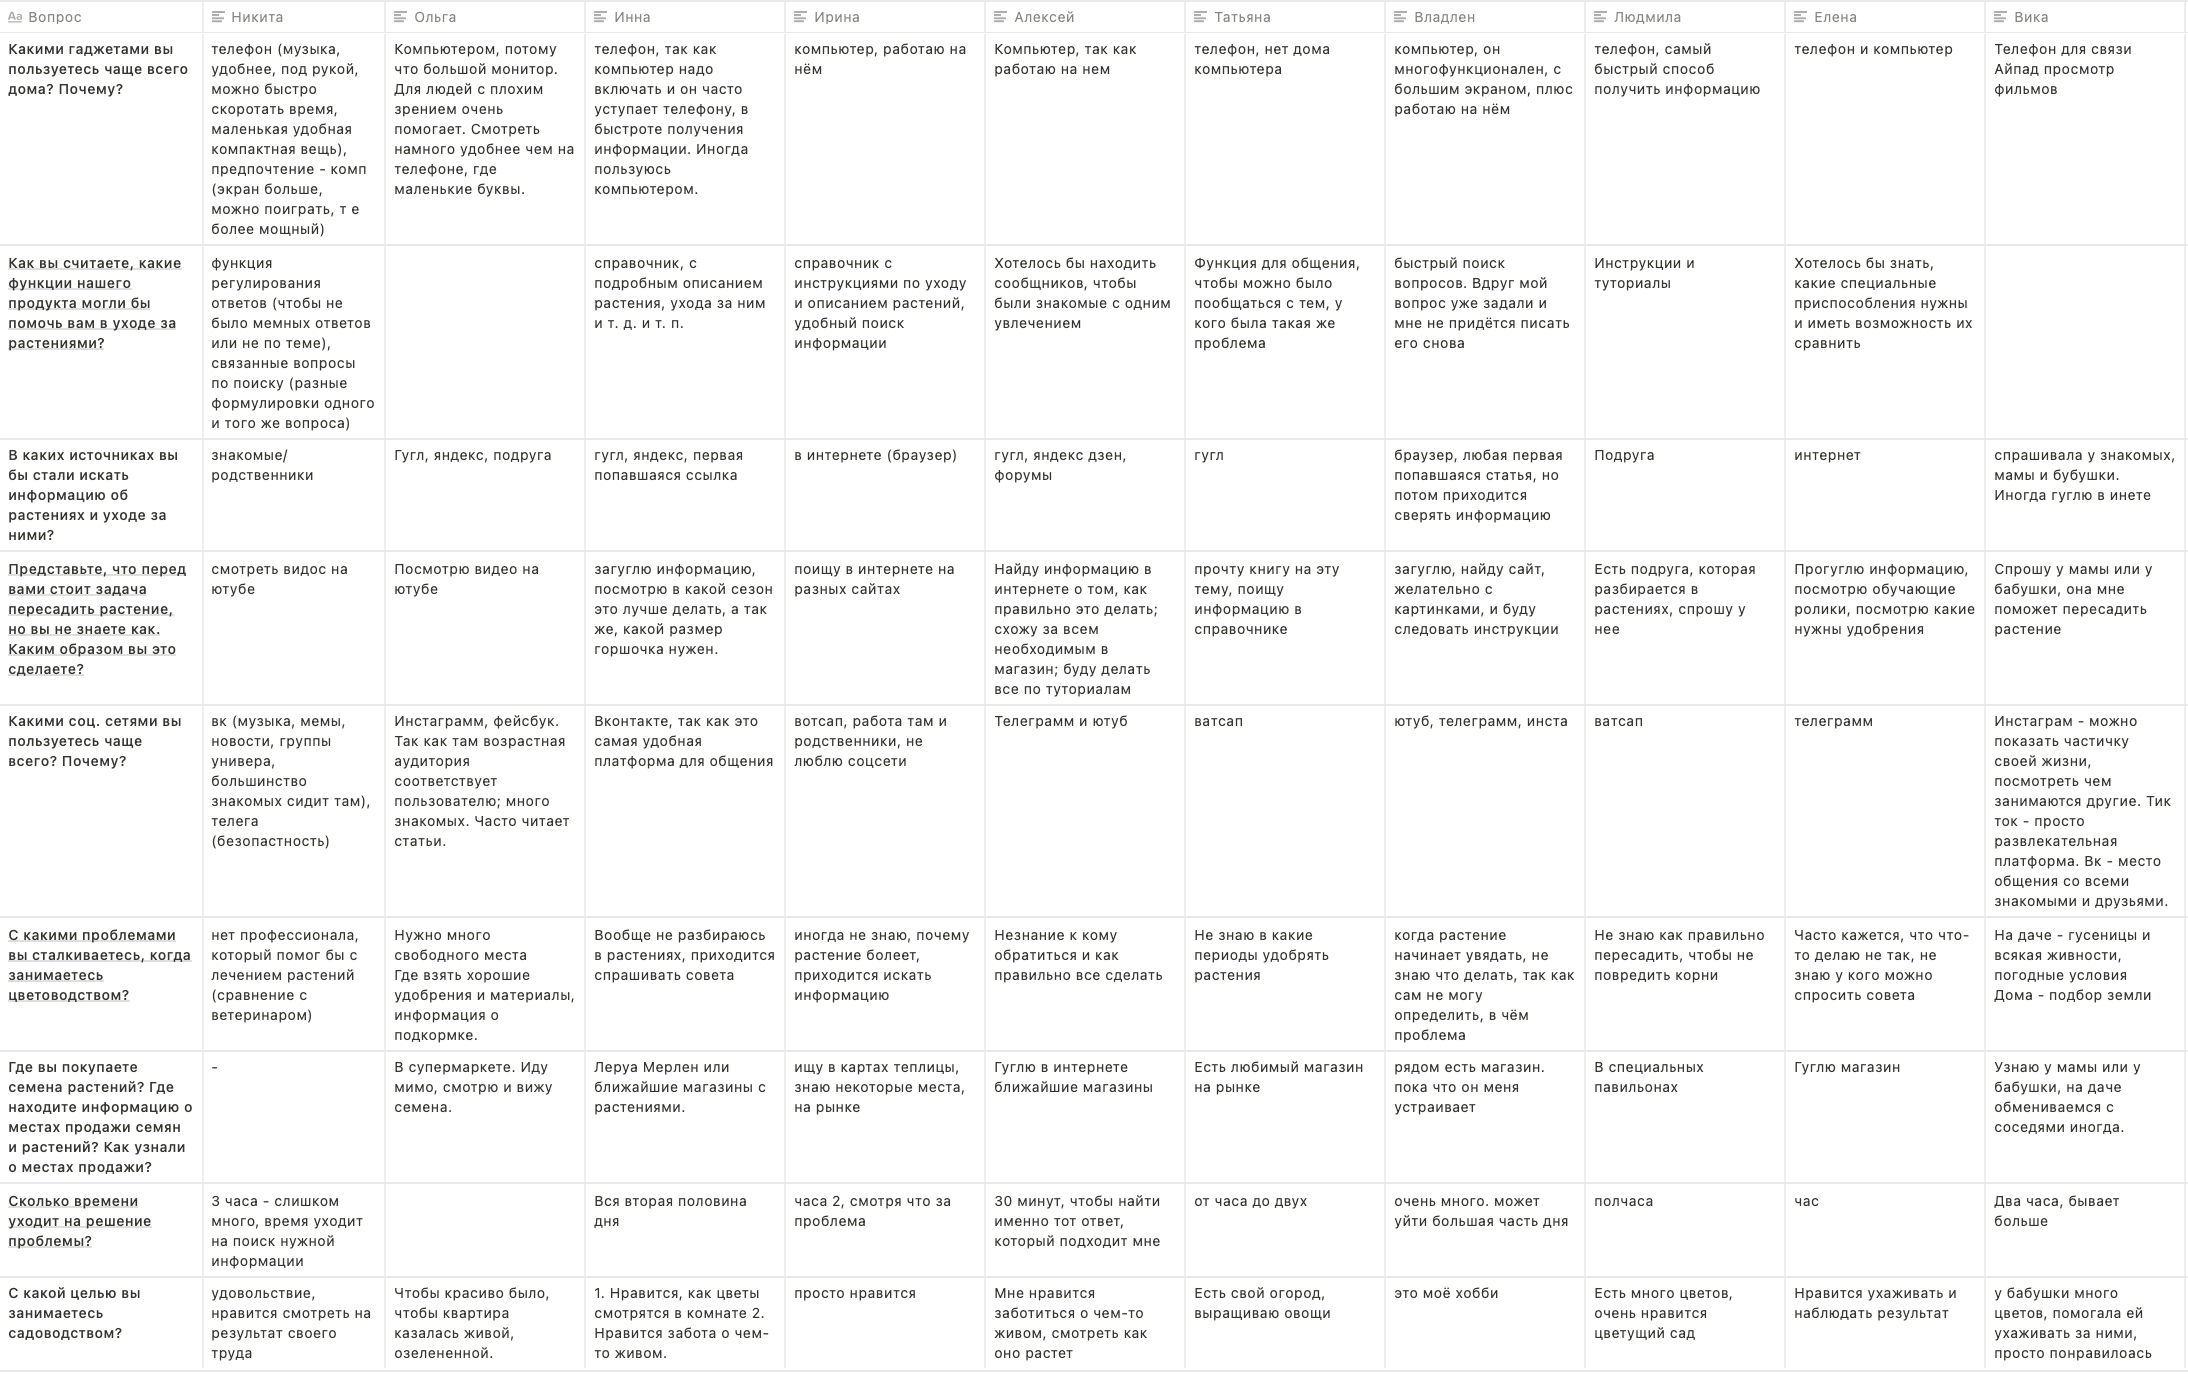 Вопрос
Никита
Ольга
Инна
Ирина
Алексей
Татьяна
Владлен
Людмила
Елена
Вика
Какими гаджетами вы
пользуетесь чаще всего
дома? Почему?
телефон (музыка,
удобнее, под рукой,
можно быстро
скоротать время,
маленькая удобная
компактная вещь),
предпочтение - комп
(экран больше,
можно поиграть, т е
более мощный)
Компьютером, потому
что большой монитор.
Для людей с плохим
зрением очень
помогает. Смотреть
намного удобнее чем на
телефоне, где
маленькие буквы.
телефон, так как
компьютер надо
включать и он часто
уступает телефону, в
быстроте получения
информации. Иногда
пользуюсь
компьютером.
компьютер, работаю на
нём
Компьютер, так как
работаю на нем
телефон, нет дома
компьютера
компьютер, он
многофункционален, с
большим экраном, плюс
работаю на нём
телефон, самый
быстрый способ
получить информацию
телефон и компьютер
Телефон для связи
Айпад просмотр
фильмов
Как вы считаете, какие
функции нашего
продукта могли бы
помочь вам в уходе за
растениями?
функция
регулирования
ответов (чтобы не
было мемных ответов
или не по теме),
связанные вопросы
по поиску (разные
формулировки одного
и того же вопроса)
справочник, с
подробным описанием
растения, ухода за ним
и т. д. и т. п.
справочник с
инструкциями по уходу
и описанием растений,
удобный поиск
информации
Хотелось бы находить
сообщников, чтобы
были знакомые с одним
увлечением
Функция для общения,
чтобы можно было
пообщаться с тем, у
кого была такая же
проблема
быстрый поиск
вопросов. Вдруг мой
вопрос уже задали и
мне не придётся писать
его снова
Инструкции и
туториалы
Хотелось бы знать,
какие специальные
приспособления нужны
и иметь возможность их
сравнить
В каких источниках вы
бы стали искать
информацию об
растениях и уходе за
ними?
знакомые/
родственники
Гугл, яндекс, подруга
гугл, яндекс, первая
попавшаяся ссылка
в интернете (браузер)
гугл, яндекс дзен,
форумы
гугл
браузер, любая первая
попавшаяся статья, но
потом приходится
сверять информацию
Подруга
интернет
спрашивала у знакомых,
мамы и бубушки.
Иногда гуглю в инете
Представьте, что перед
вами стоит задача
пересадить растение,
но вы не знаете как.
Каким образом вы это
сделаете?
смотреть видос на
ютубе
Посмотрю видео на
ютубе
загуглю информацию,
посмотрю в какой сезон
это лучше делать, а так
же, какой размер
горшочка нужен.
поищу в интернете на
разных сайтах
Найду информацию в
интернете о том, как
правильно это делать;
схожу за всем
необходимым в
магазин; буду делать
все по туториалам
прочту книгу на эту
тему, поищу
информацию в
справочнике
загуглю, найду сайт,
желательно с
картинками, и буду
следовать инструкции
Есть подруга, которая
разбирается в
растениях, спрошу у
нее
Прогуглю информацию,
посмотрю обучающие
ролики, посмотрю какие
нужны удобрения
Спрошу у мамы или у
бабушки, она мне
поможет пересадить
растение
Какими соц. сетями вы
пользуетесь чаще
всего? Почему?
вк (музыка, мемы,
новости, группы
универа,
большинство
знакомых сидит там),
телега
(безопастность)
Инстаграмм, фейсбук.
Так как там возрастная
аудитория
соответствует
пользователю; много
знакомых. Часто читает
статьи.
Вконтакте, так как это
самая удобная
платформа для общения
вотсап, работа там и
родственники, не
люблю соцсети
Телеграмм и ютуб
ватсап
ютуб, телеграмм, инста
ватсап
телеграмм
Инстаграм - можно
показать частичку
своей жизни,
посмотреть чем
занимаются другие. Тик
ток - просто
развлекательная
платформа. Вк - место
общения со всеми
знакомыми и друзьями.
С какими проблемами
вы сталкиваетесь, когда
занимаетесь
цветоводством?
нет профессионала,
который помог бы с
лечением растений
(сравнение с
ветеринаром)
Нужно много
свободного места
Где взять хорошие
удобрения и материалы,
информация о
подкормке.
Вообще не разбираюсь
в растениях, приходится
спрашивать совета
иногда не знаю, почему
растение болеет,
приходится искать
информацию
Незнание к кому
обратиться и как
правильно все сделать
Не знаю в какие
периоды удобрять
растения
когда растение
начинает увядать, не
знаю что делать, так как
сам не могу
определить, в чём
проблема
Не знаю как правильно
пересадить, чтобы не
повредить корни
Часто кажется, что что-
то делаю не так, не
знаю у кого можно
спросить совета
На даче - гусеницы и
всякая живности,
погодные условия
Дома - подбор земли
Где вы покупаете
семена растений? Где
находите информацию о
местах продажи семян
и растений? Как узнали
о местах продажи?
-
В супермаркете. Иду
мимо, смотрю и вижу
семена.
Леруа Мерлен или
ближайшие магазины с
растениями.
ищу в картах теплицы,
знаю некоторые места,
на рынке
Гуглю в интернете
ближайшие магазины
Есть любимый магазин
на рынке
рядом есть магазин.
пока что он меня
устраивает
В специальных
павильонах
Гуглю магазин
Узнаю у мамы или у
бабушки, на даче
обмениваемся с
соседями иногда.
Сколько времени
уходит на решение
проблемы?
3 часа - слишком
много, время уходит
на поиск нужной
информации
Вся вторая половина
дня
часа 2, смотря что за
проблема
30 минут, чтобы найти
именно тот ответ,
который подходит мне
от часа до двух
очень много. может
уйти большая часть дня
полчаса
час
Два часа, бывает
больше
С какой целью вы
занимаетесь
садоводством?
удовольствие,
нравится смотреть на
результат своего
труда
Чтобы красиво было,
чтобы квартира
казалась живой,
озелененной.
1. Нравится, как цветы
смотрятся в комнате 2.
Нравится забота о чем-
то живом.
просто нравится
Мне нравится
заботиться о чем-то
живом, смотреть как
оно растет
Есть свой огород,
выращиваю овощи
это моё хобби
Есть много цветов,
очень нравится
цветущий сад
Нравится ухаживать и
наблюдать результат
у бабушки много
цветов, помогала ей
ухаживать за ними,
просто понравилоась